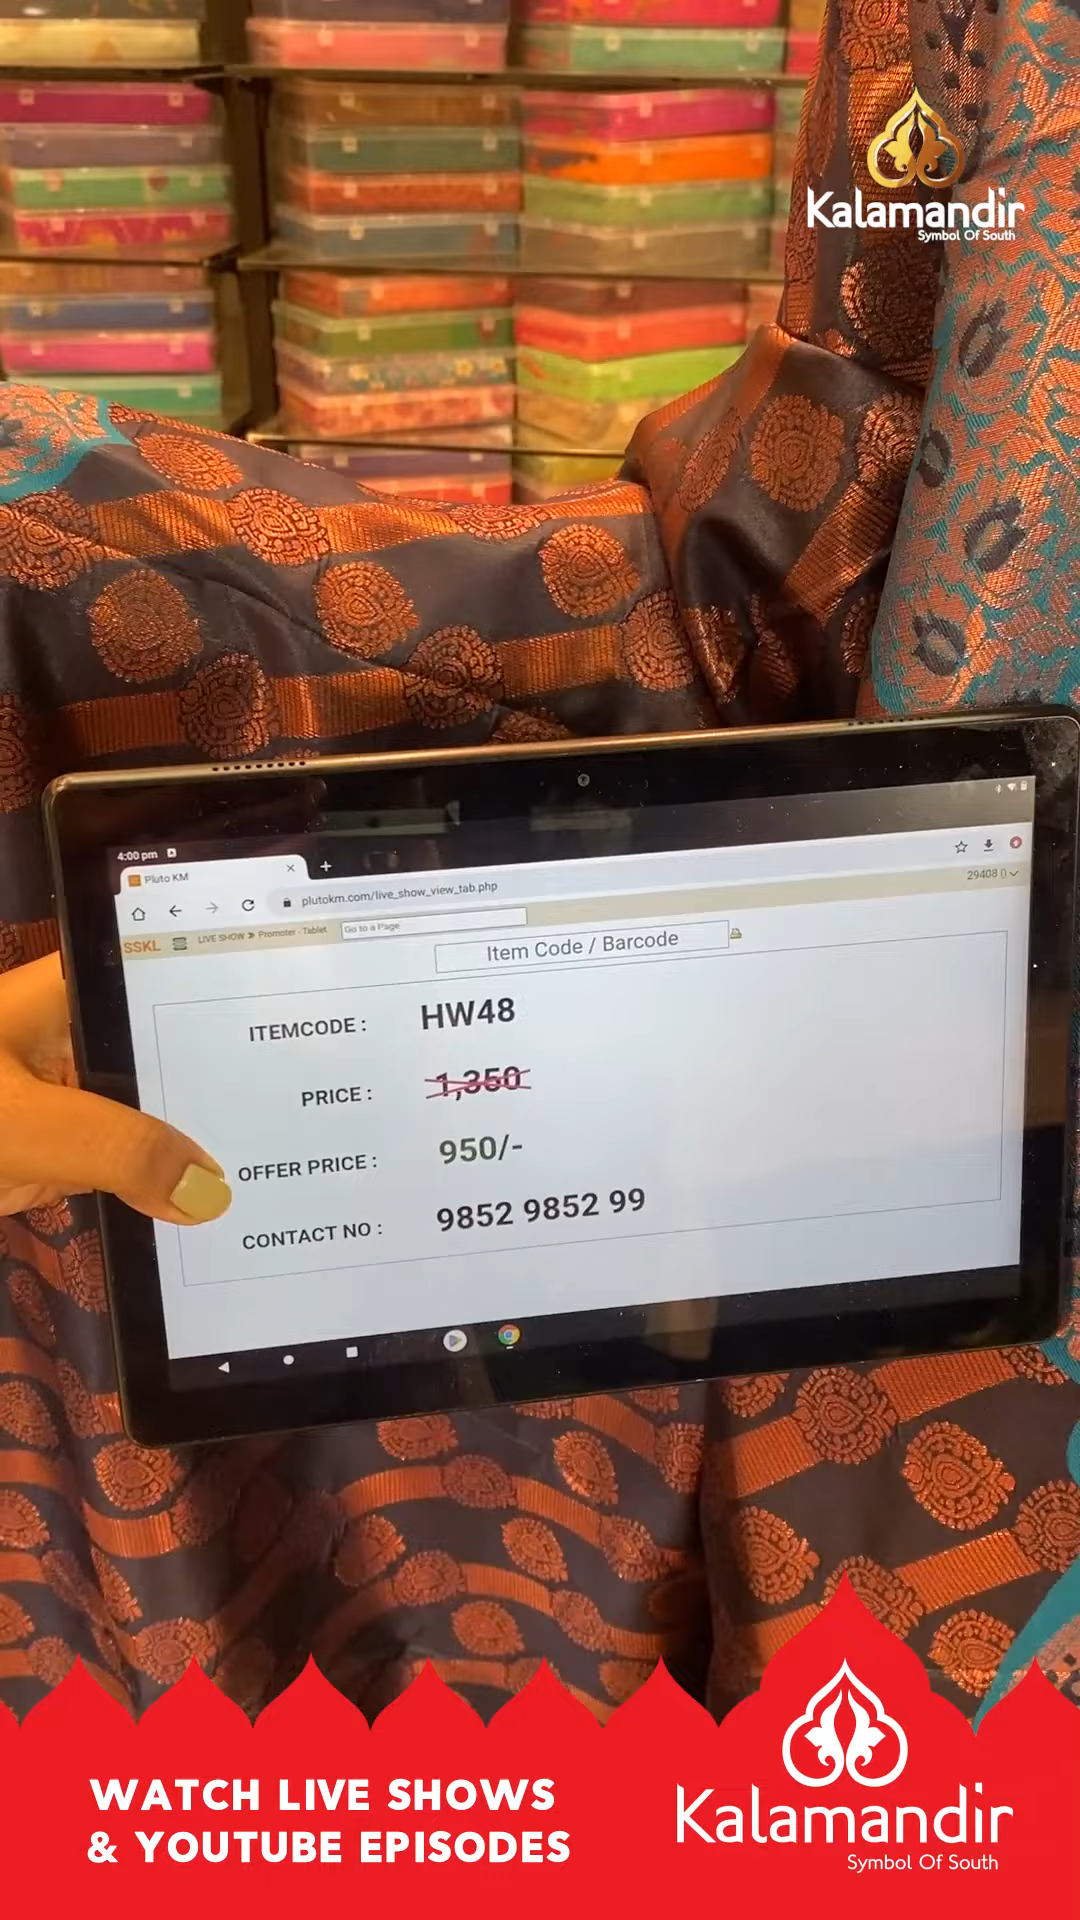 Kalamandir
Symbol Of South
4:00 pm
Pluto KM
plutokm.com/live_show_view_tab.php
29408 ()
SSKL
LIVE SHOW » Promoter - Tablet
Go to a Page
Item Code / Barcode
ITEMCODE : HW48
PRICE : 1,350
OFFER PRICE : 950/-
CONTACT NO : 9852 9852 99
WATCH LIVE SHOWS
& YOUTUBE EPISODES
Kalamandir
Symbol Of South